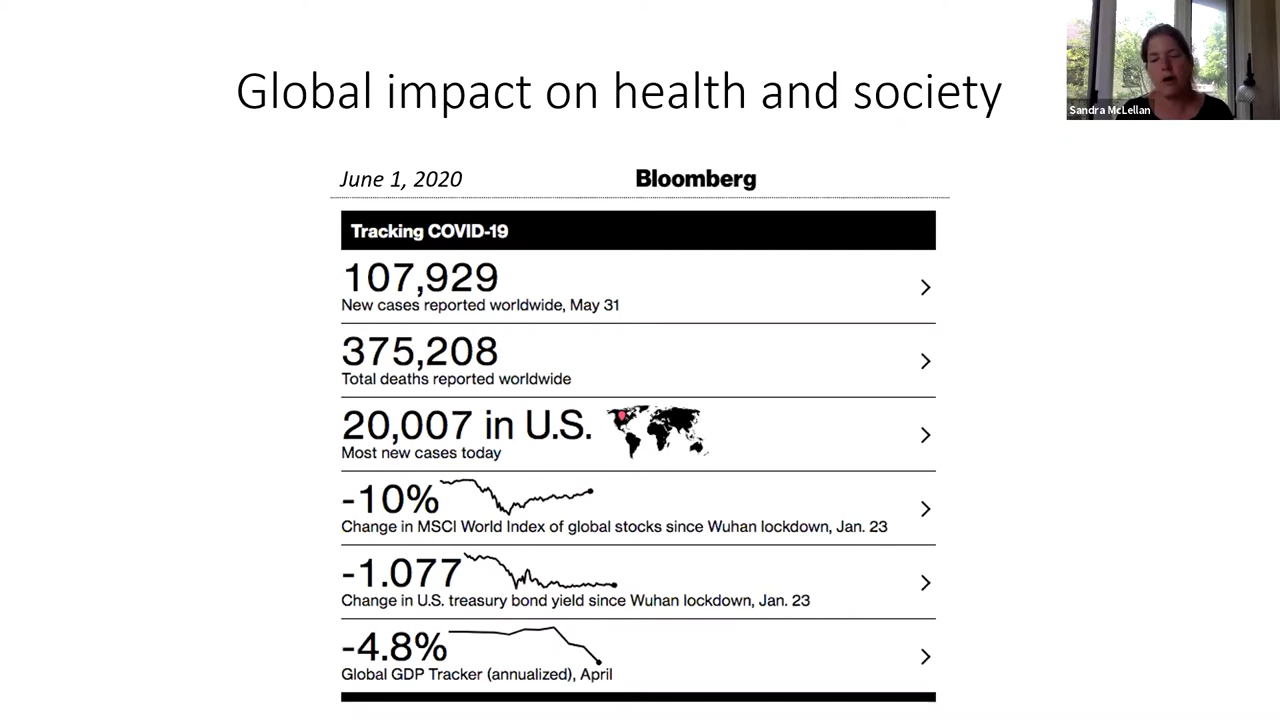 Global impact on health and society
Sandra McLellan
June 1, 2020 Bloomberg
Tracking COVID-19
107,929
New cases reported worldwide, May 31
375,208
Total deaths reported worldwide
20,007 in U.S.
Most new cases today
-10%
Change in MSCI World Index of global stocks since Wuhan lockdown, Jan. 23
-1.077
Change in U.S. treasury bond yield since Wuhan lockdown, Jan. 23
-4.8%
Global GDP Tracker (annualized), April